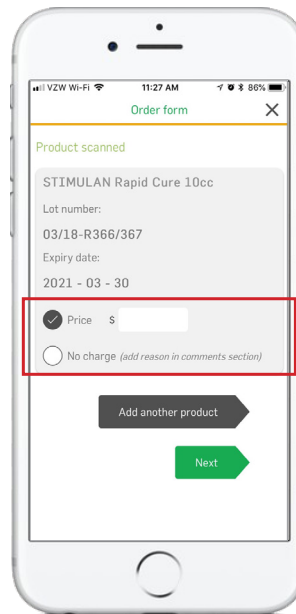 VZW Wi-Fi 11:27 AM 86%
Order form
Product scanned
STIMULAN Rapid Cure 10cc
Lot number:
03/18-R366/367
Expiry date:
2021 - 03 - 30
Price $
No charge (add reason in comments section)
Add another product
Next